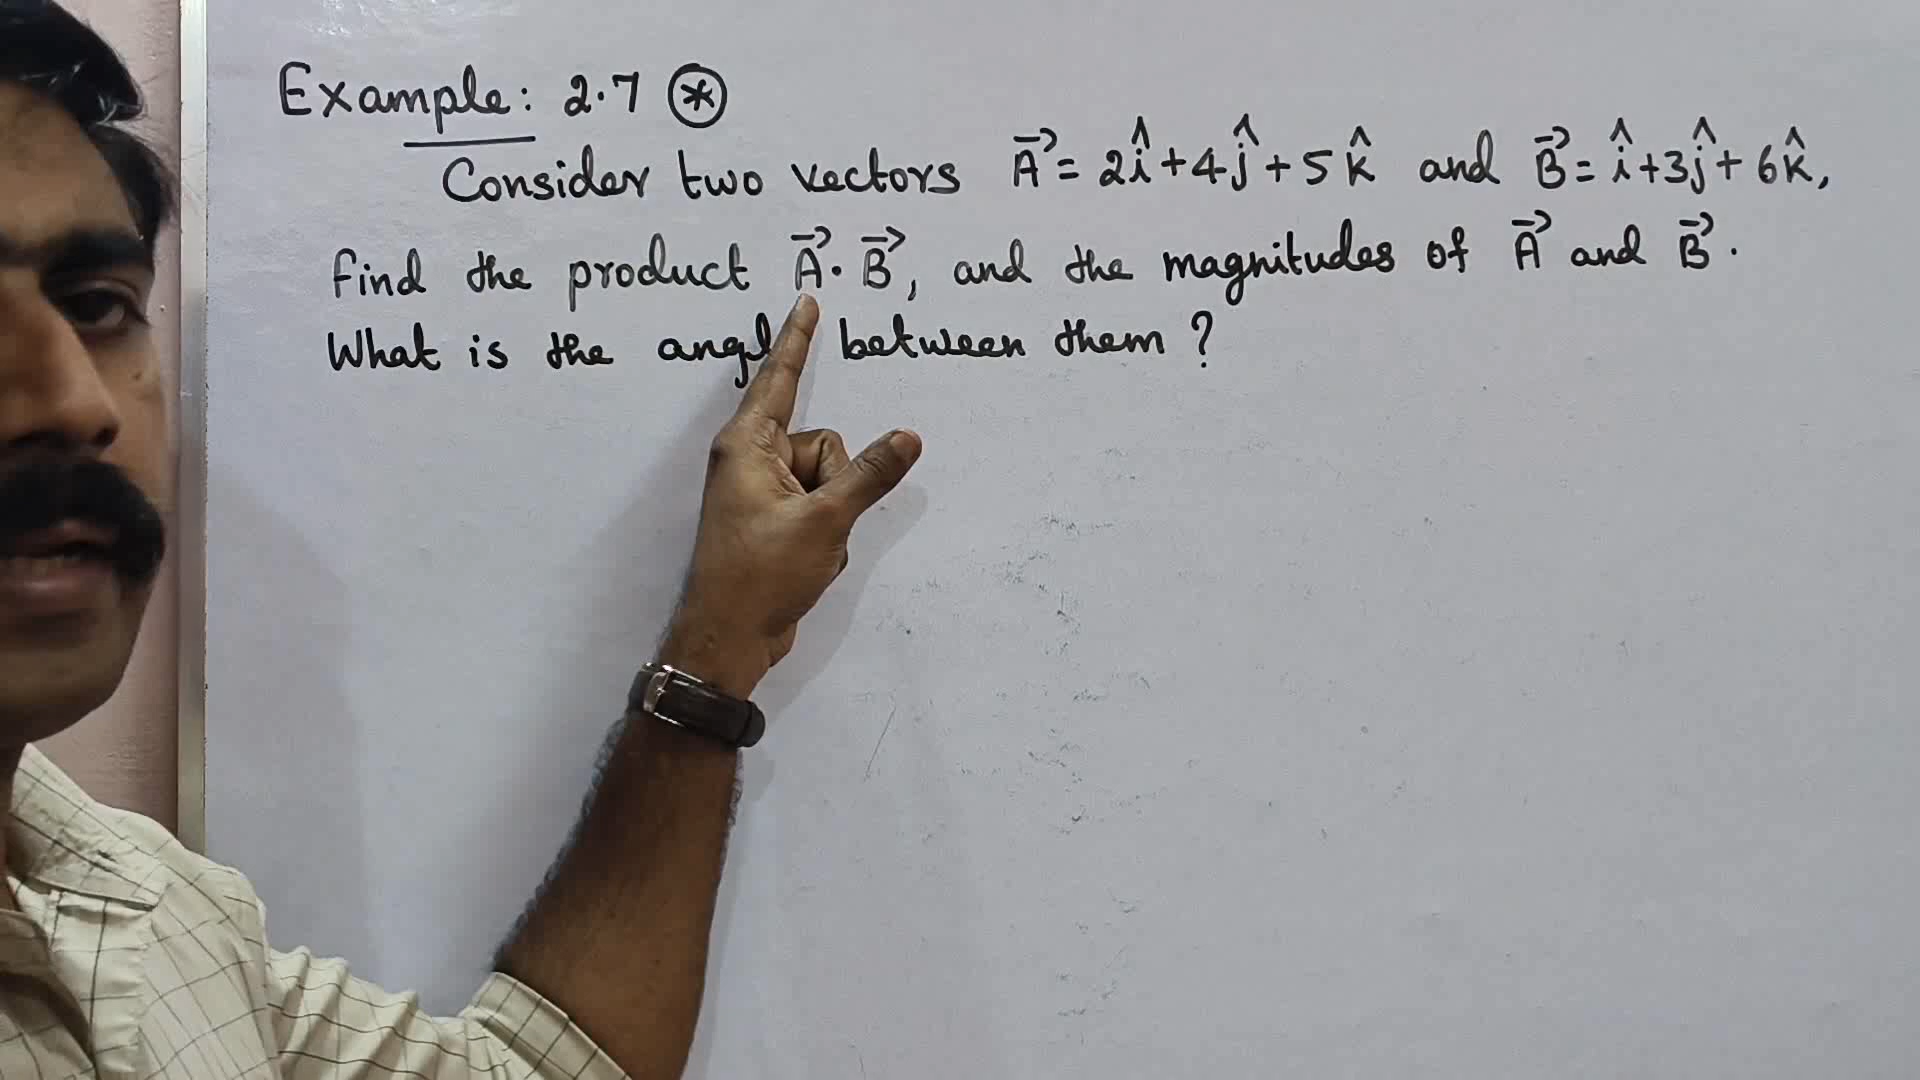 Example: 2.7 ⊛
Consider two vectors A⃗ = 2î + 4ĵ + 5k̂ and B⃗ = î + 3ĵ + 6k̂,
Find the product A⃗ · B⃗, and the magnitudes of A⃗ and B⃗.
What is the angle between them ?